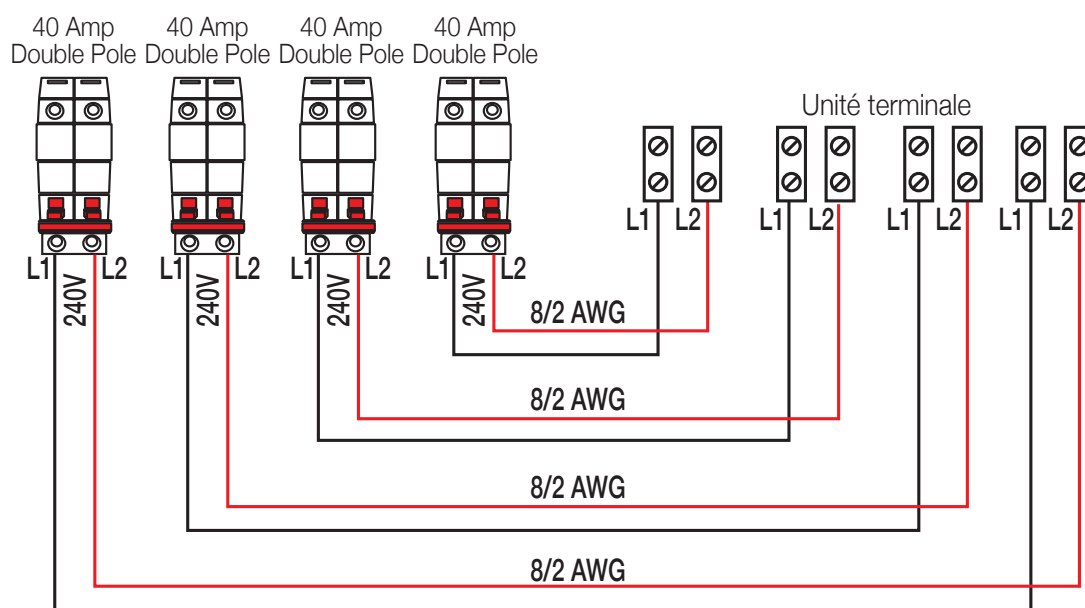 40 Amp 40 Amp 40 Amp 40 Amp
Double Pole Double Pole Double Pole Double Pole
Unité terminale
L1 L2 L1 L2 L1 L2 L1 L2
L1 240V L2 L1 240V L2 L1 240V L2 L1 240V L2
8/2 AWG
8/2 AWG
8/2 AWG
8/2 AWG